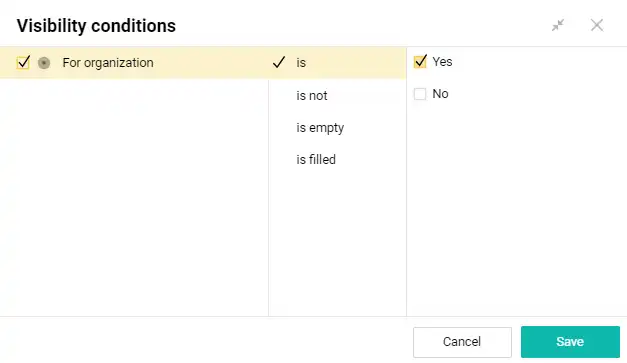 Visibility conditions
For organization
is
Yes
is not
No
is empty
is filled
Cancel
Save